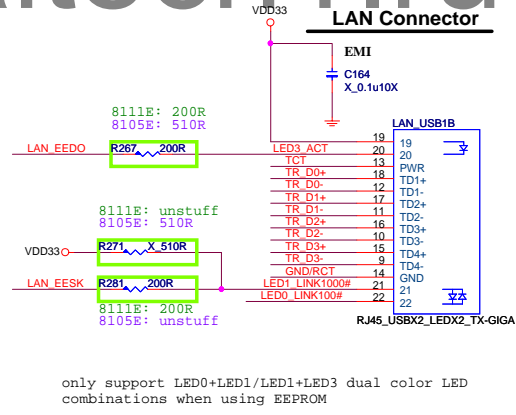 VDD33
LAN Connector
EMI
C164
X_0.1u10X
8111E: 200R
8105E: 510R
LAN_EEDO
R267
200R
LED3_ACT
TCT
TR_D0+
TR_D0-
TR_D1+
TR_D1-
TR_D2+
TR_D2-
TR_D3+
TR_D3-
GND/RCT
LED1_LINK1000#
LED0_LINK100#
19
20
13
18
12
17
11
16
10
15
9
14
21
22
LAN_USB1B
19
20
PWR
TD1+
TD1-
TD2+
TD2-
TD3+
TD3-
TD4+
TD4-
GND
21
22
RJ45_USBX2_LEDX2_TX-GIGA
8111E: unstuff
8105E: 510R
VDD33
R271
X_510R
LAN_EESK
R281
200R
8111E: 200R
8105E: unstuff
only support LED0+LED1/LED1+LED3 dual color LED
combinations when using EEPROM